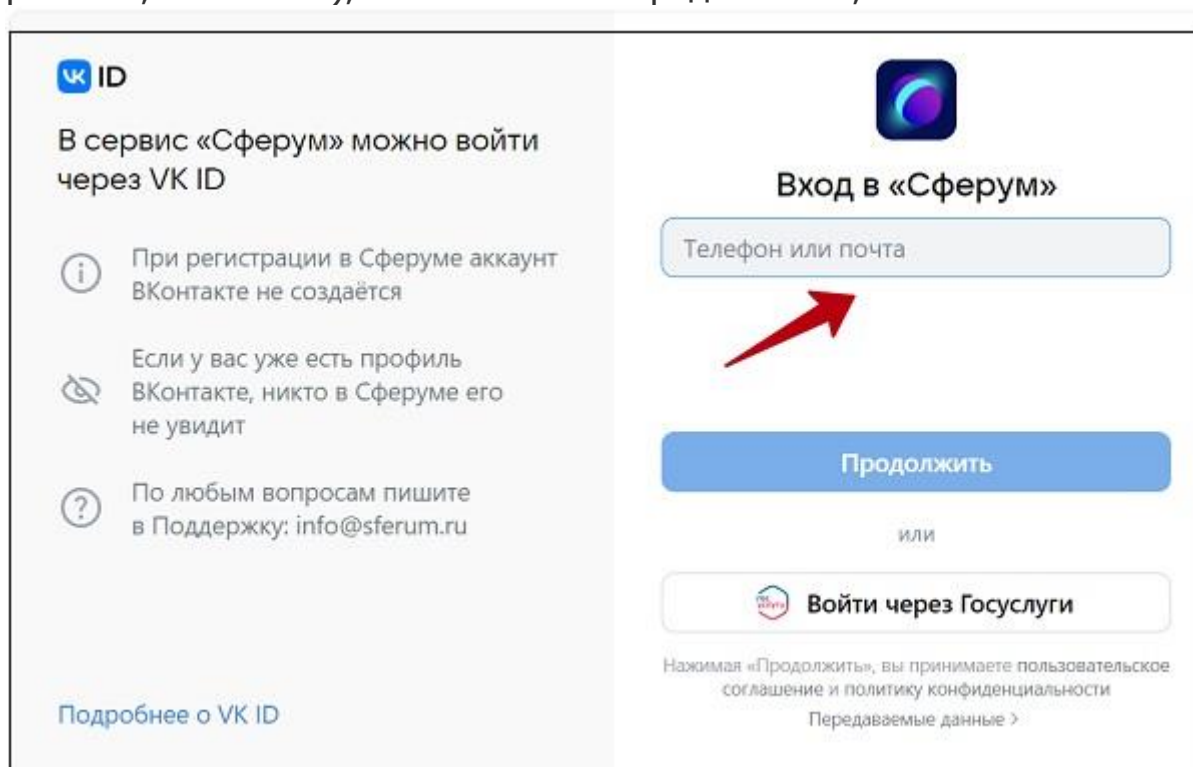 VK ID
В сервис «Сферум» можно войти
через VK ID
При регистрации в Сферуме аккаунт
ВКонтакте не создаётся
Если у вас уже есть профиль
ВКонтакте, никто в Сферуме его
не увидит
По любым вопросам пишите
в Поддержку: info@sferum.ru
Подробнее о VK ID
Вход в «Сферум»
Телефон или почта
Продолжить
или
Войти через Госуслуги
Нажимая «Продолжить», вы принимаете пользовательское
соглашение и политику конфиденциальности
Передаваемые данные >